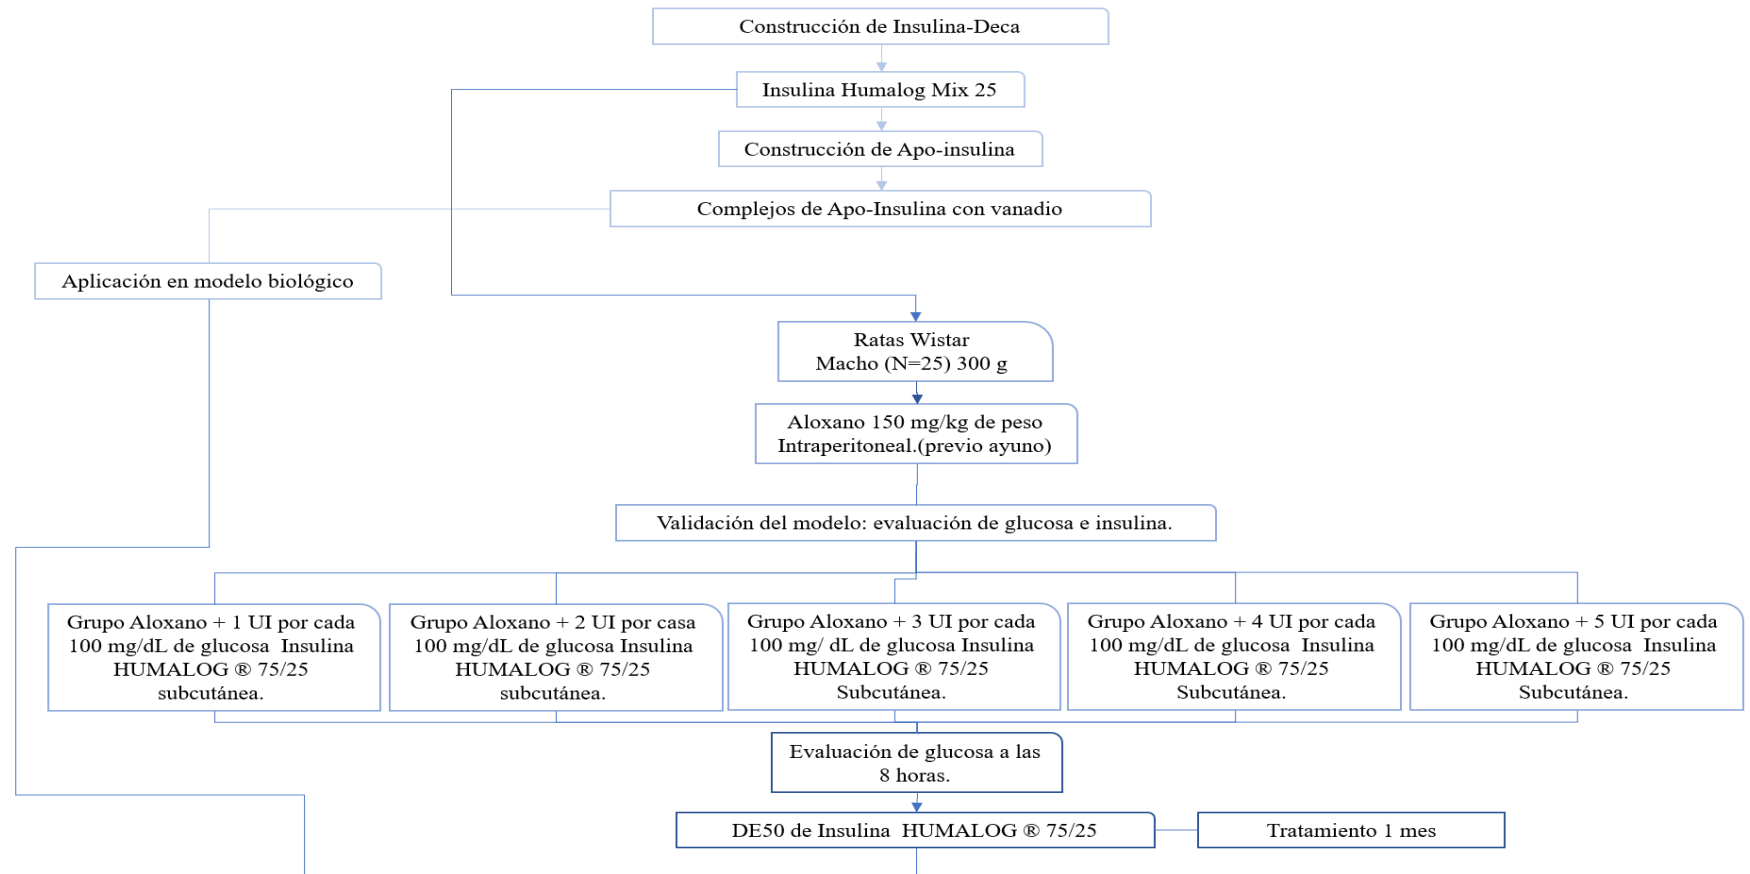 Construcción de Insulina-Deca
Insulina Humalog Mix 25
Construcción de Apo-insulina
Complejos de Apo-Insulina con vanadio
Aplicación en modelo biológico
Ratas Wistar
Macho (N=25) 300 g
Aloxano 150 mg/kg de peso
Intraperitoneal.(previo ayuno)
Validación del modelo: evaluación de glucosa e insulina.
Grupo Aloxano + 1 UI por cada
100 mg/dL de glucosa  Insulina
HUMALOG ® 75/25
subcutánea.
Grupo Aloxano + 2 UI por casa
100 mg/dL de glucosa Insulina
HUMALOG ® 75/25
subcutánea.
Grupo Aloxano + 3 UI por cada
100 mg/ dL de glucosa Insulina
HUMALOG ® 75/25
Subcutánea.
Grupo Aloxano + 4 UI por cada
100 mg/dL de glucosa  Insulina
HUMALOG ® 75/25
Subcutánea.
Grupo Aloxano + 5 UI por cada
100 mg/dL de glucosa  Insulina
HUMALOG ® 75/25
Subcutánea.
Evaluación de glucosa a las
8 horas.
DE50 de Insulina  HUMALOG ® 75/25
Tratamiento 1 mes